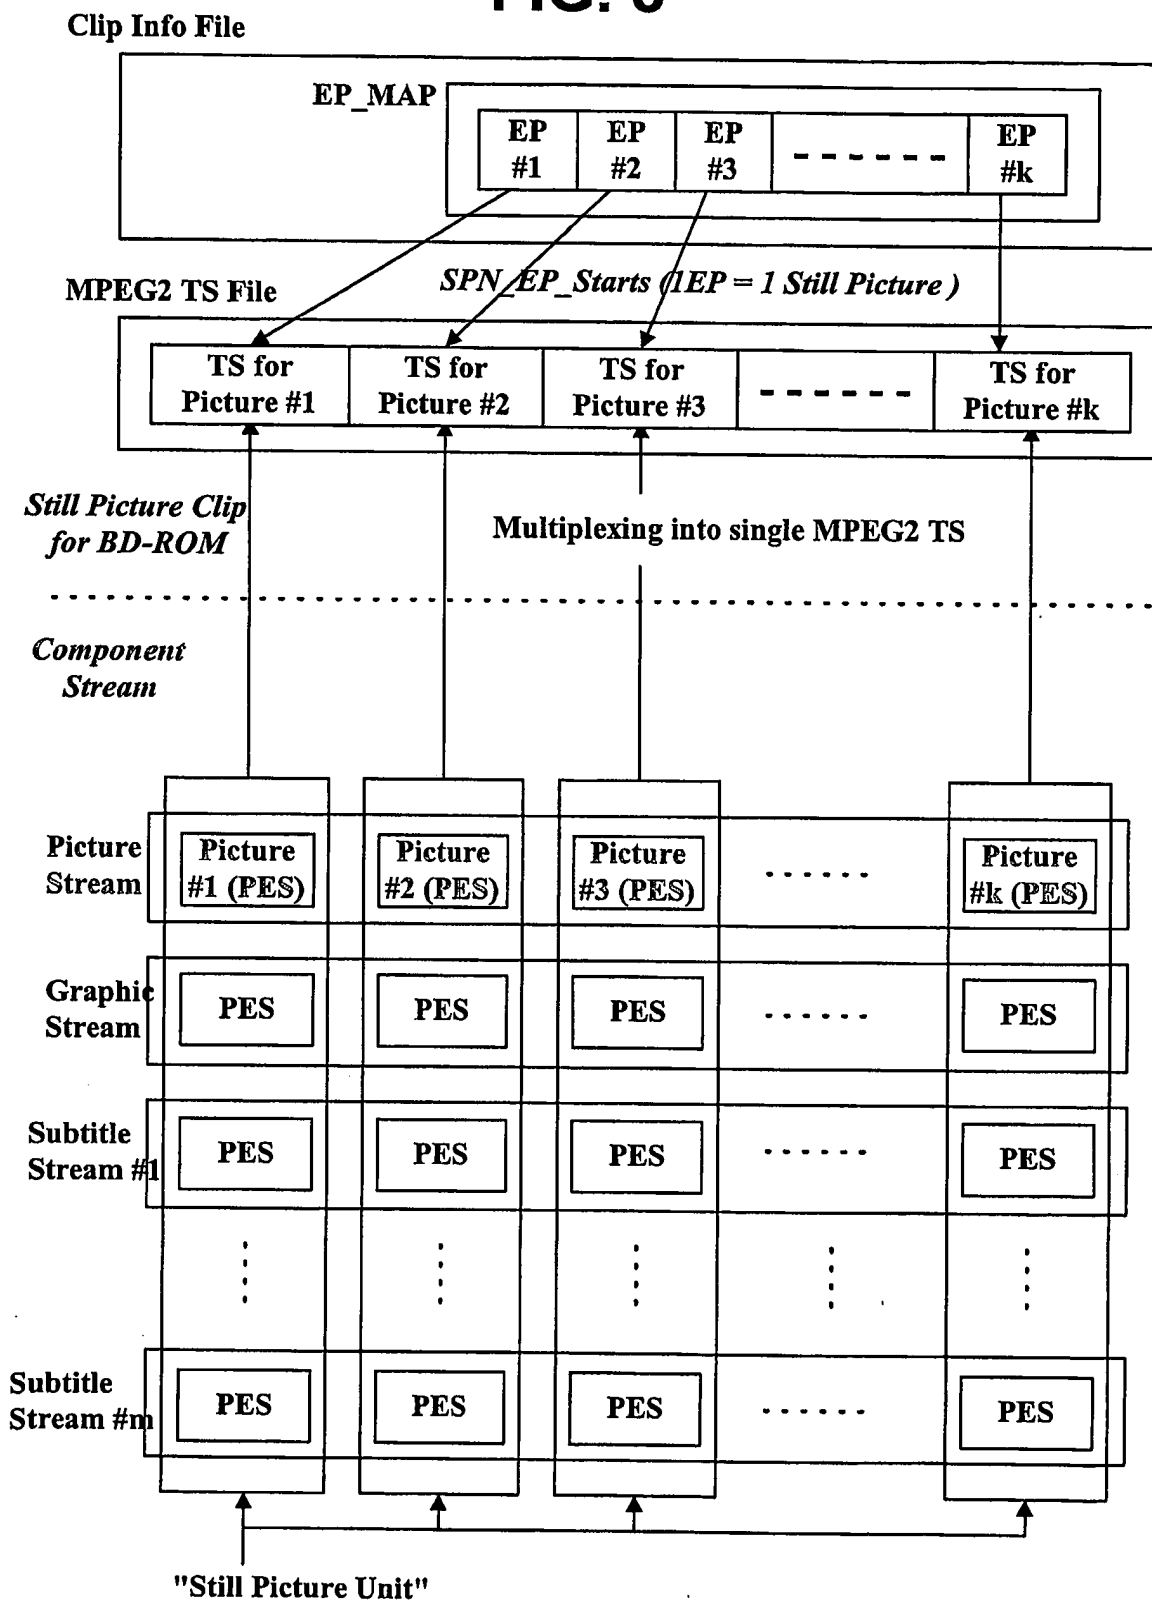 Clip Info File
EP_MAP
EP #1
EP #2
EP #3
EP #k
SPN_EP_Starts (1EP = 1 Still Picture )
MPEG2 TS File
TS for Picture #1
TS for Picture #2
TS for Picture #3
TS for Picture #k
Still Picture Clip
for BD-ROM
Multiplexing into single MPEG2 TS
Component
Stream
Picture
Stream
Picture #1 (PES)
Picture #2 (PES)
Picture #3 (PES)
Picture #k (PES)
Graphic
Stream
PES
PES
PES
PES
Subtitle
Stream #1
PES
PES
PES
PES
Subtitle
Stream #m
PES
PES
PES
PES
"Still Picture Unit"